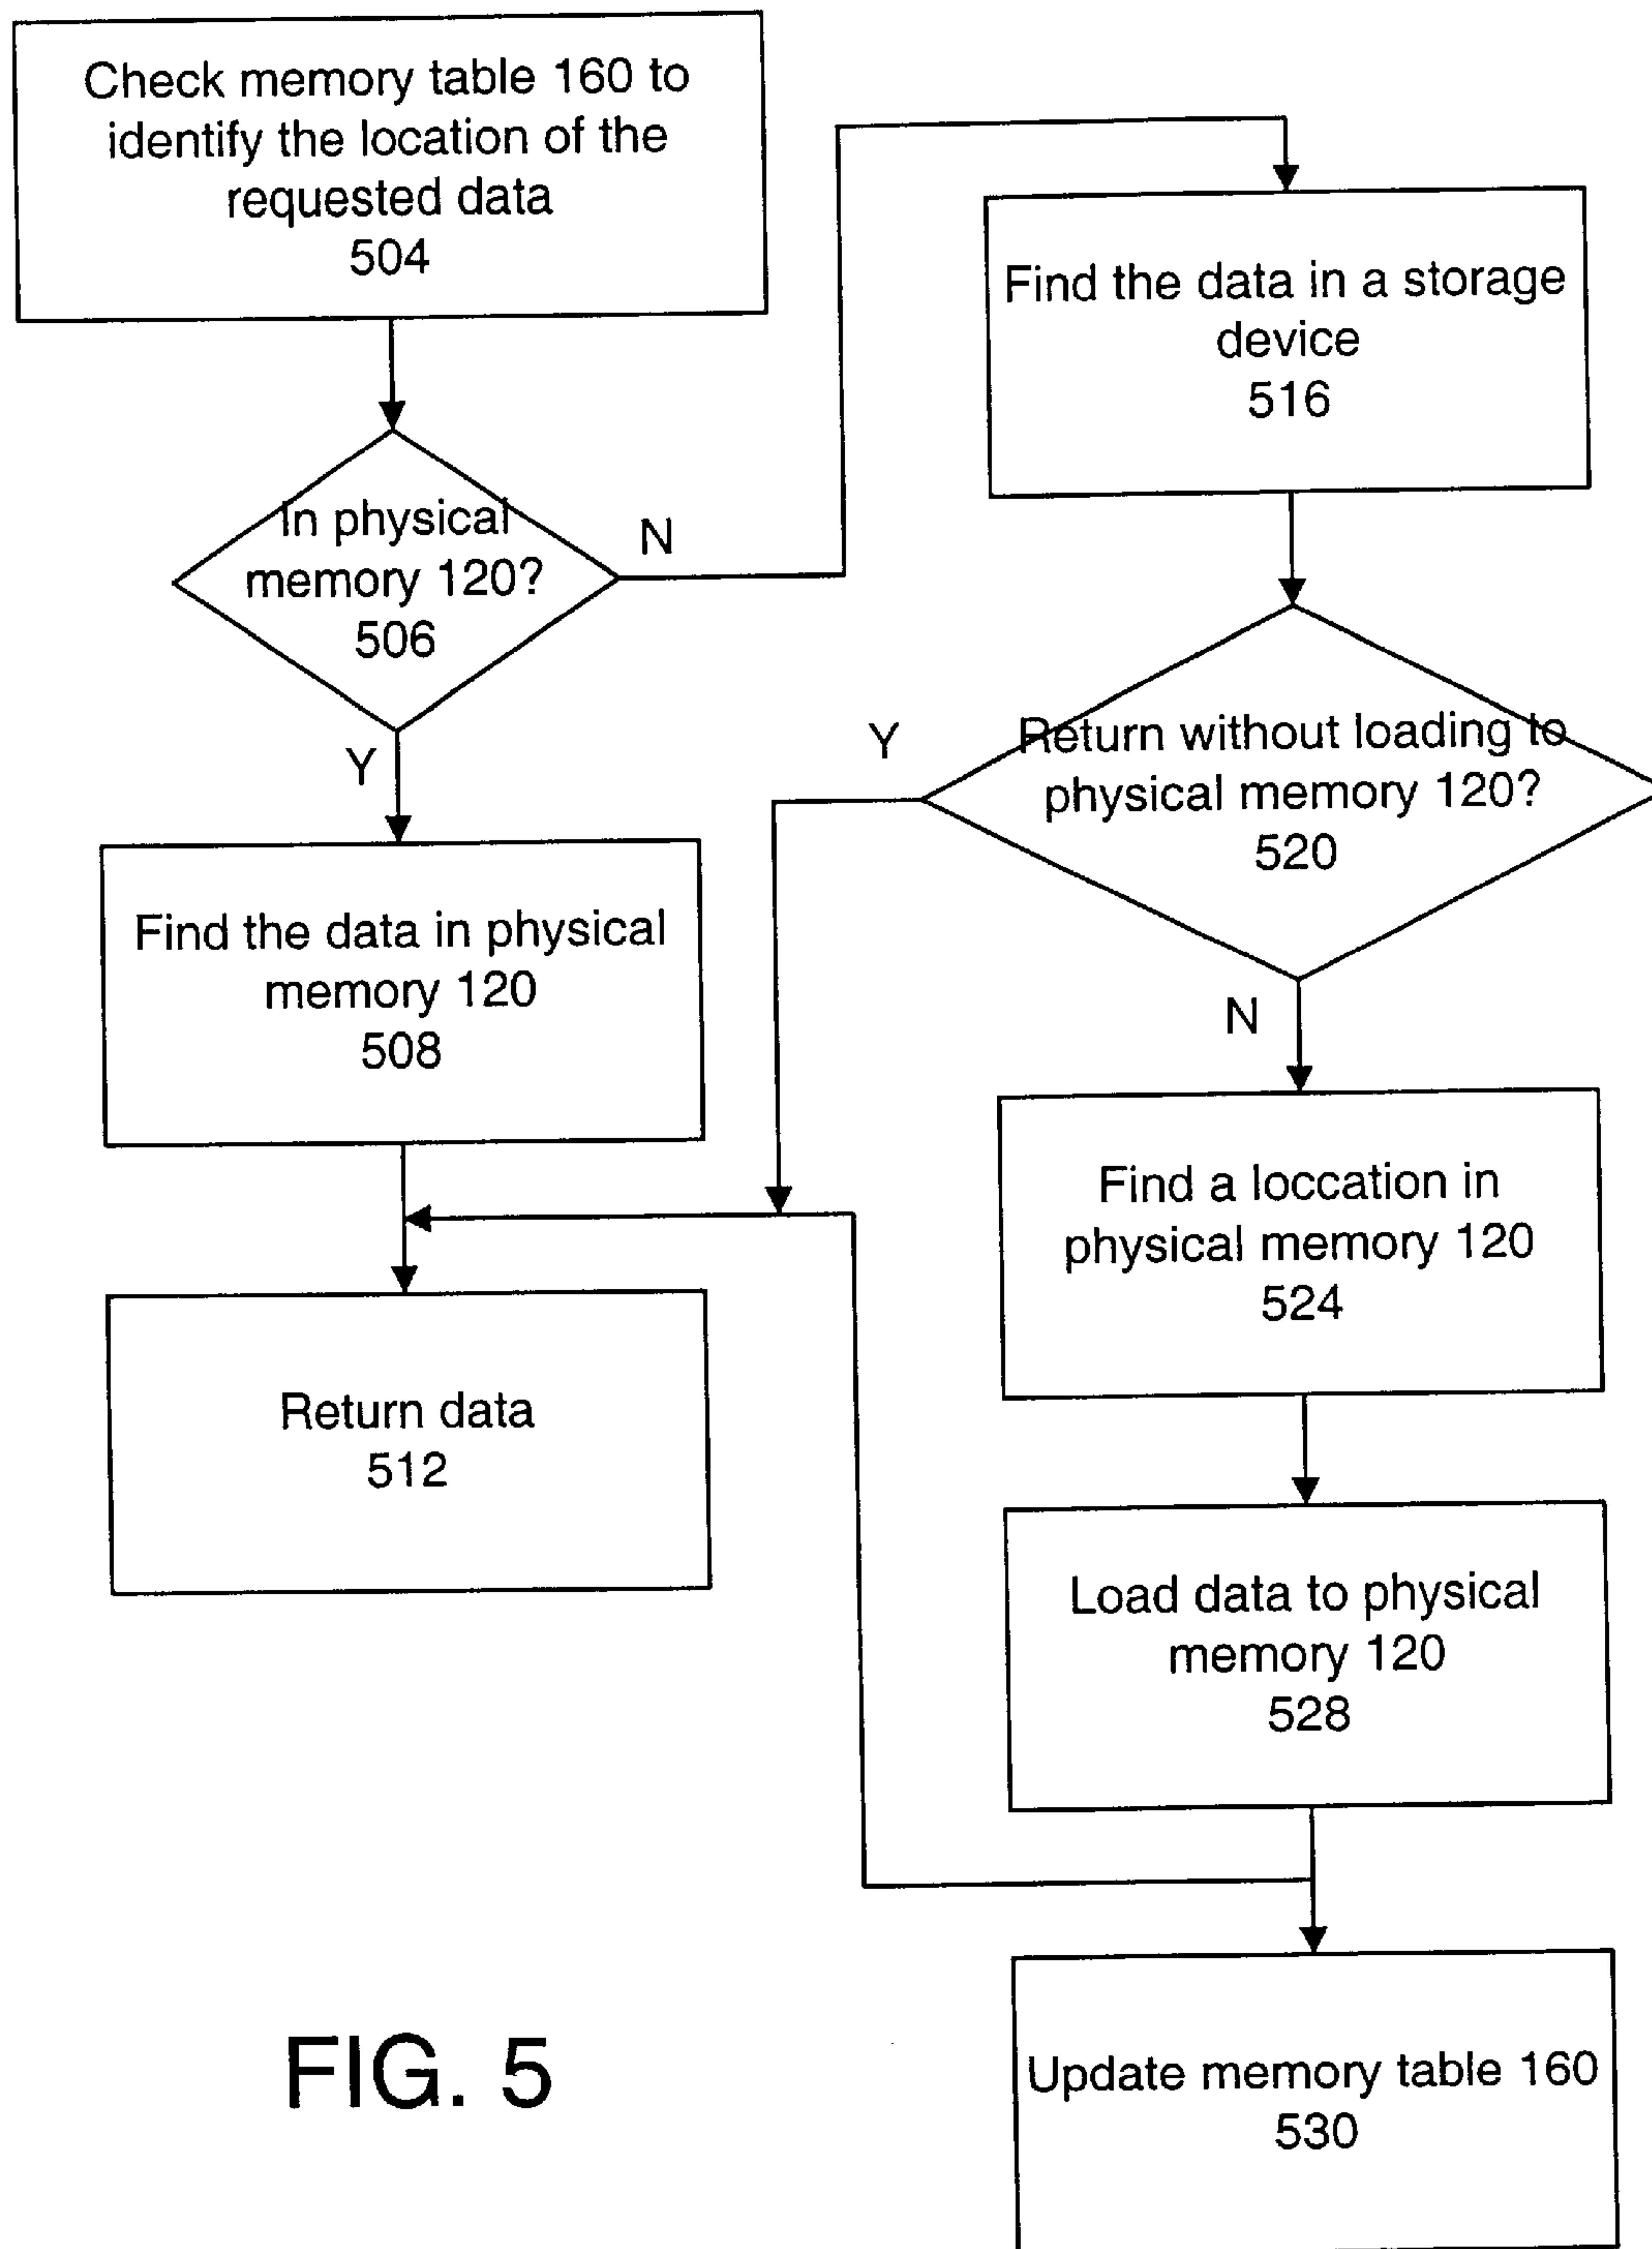 Check memory table 160 to
identify the location of the
requested data
504
In physical
memory 120?
506
N
Y
Find the data in physical
memory 120
508
Return data
512
Find the data in a storage
device
516
Return without loading to
physical memory 120?
520
Y
N
Find a loccation in
physical memory 120
524
Load data to physical
memory 120
528
Update memory table 160
530
FIG. 5